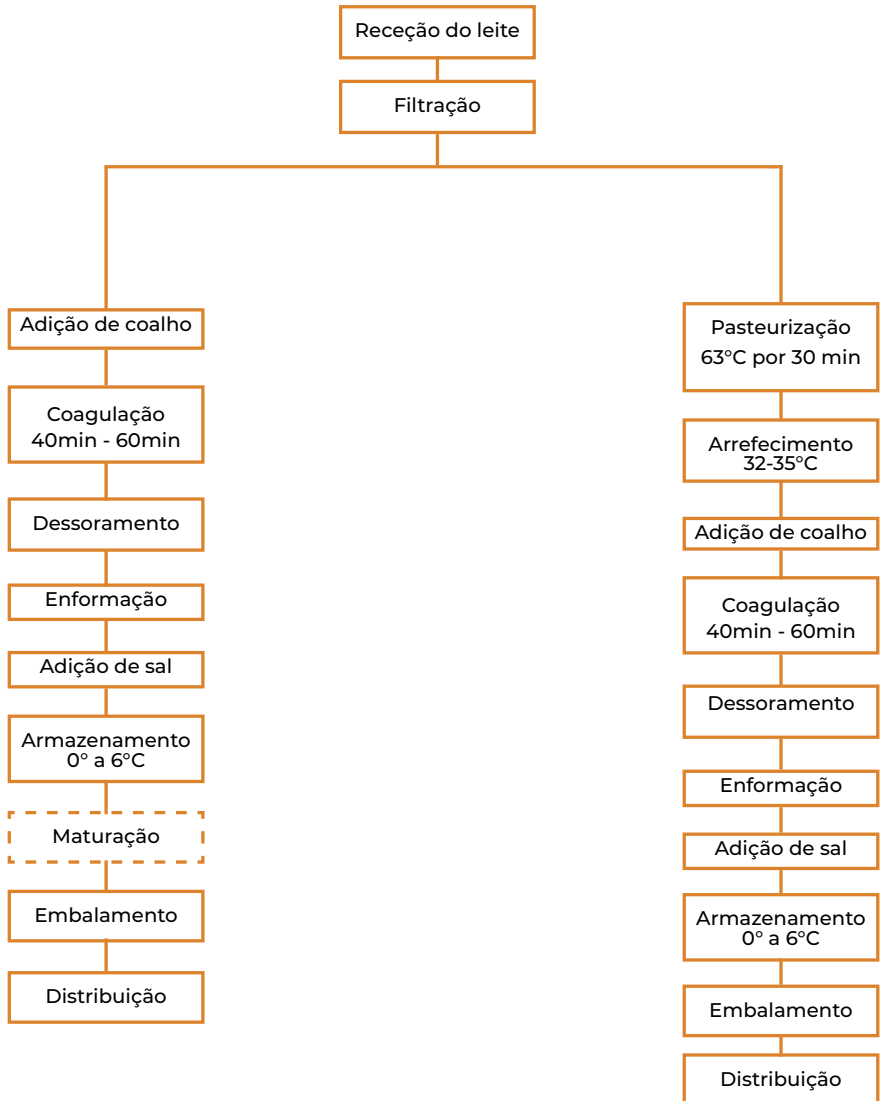 Receção do leite
Filtração
Adição de coalho
Coagulação
40min - 60min
Dessoramento
Enformação
Adição de sal
Armazenamento
0° a 6°C
Maturação
Embalamento
Distribuição
Pasteurização
63°C por 30 min
Arrefecimento
32-35°C
Adição de coalho
Coagulação
40min - 60min
Dessoramento
Enformação
Adição de sal
Armazenamento
0° a 6°C
Embalamento
Distribuição